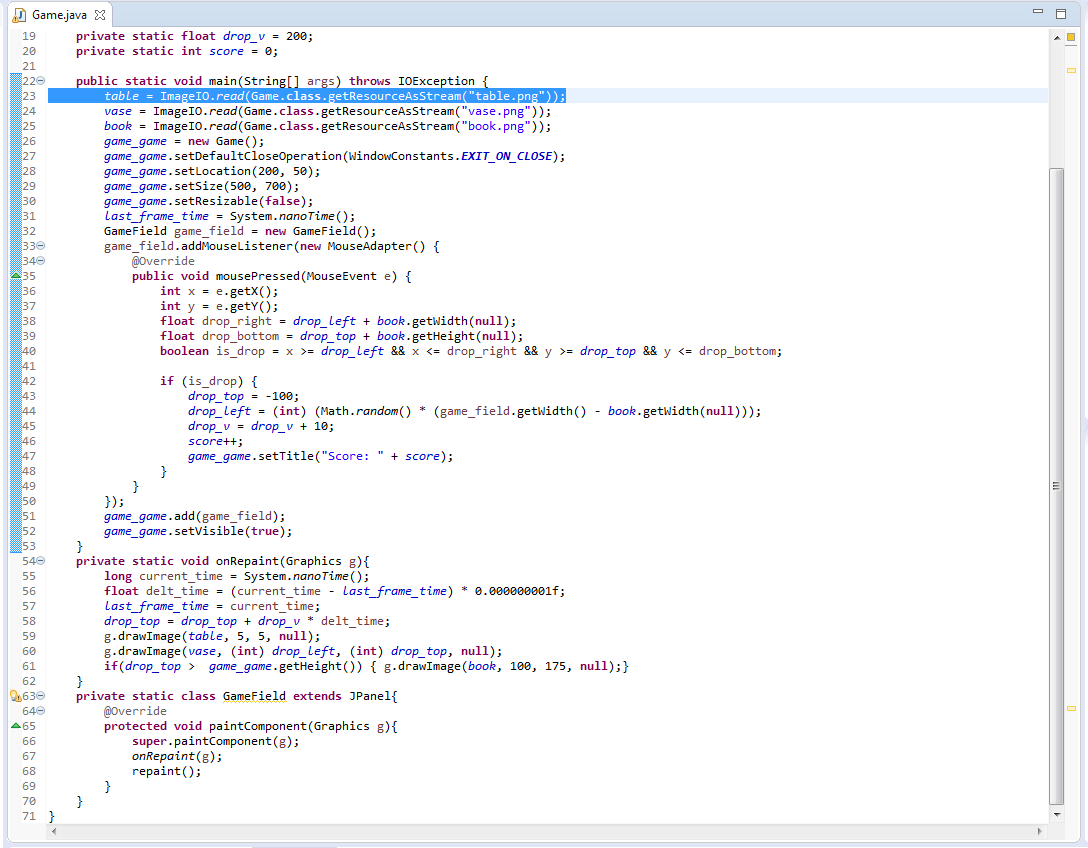 Game.java
19 private static float drop_v = 200;
20 private static int score = 0;
21
22 public static void main(String[] args) throws IOException {
23 table = ImageIO.read(Game.class.getResourceAsStream("table.png"));
24 vase = ImageIO.read(Game.class.getResourceAsStream("vase.png"));
25 book = ImageIO.read(Game.class.getResourceAsStream("book.png"));
26 game_game = new Game();
27 game_game.setDefaultCloseOperation(WindowConstants.EXIT_ON_CLOSE);
28 game_game.setLocation(200, 50);
29 game_game.setSize(500, 700);
30 game_game.setResizable(false);
31 last_frame_time = System.nanoTime();
32 GameField game_field = new GameField();
33 game_field.addMouseListener(new MouseAdapter() {
34 @Override
35 public void mousePressed(MouseEvent e) {
36 int x = e.getX();
37 int y = e.getY();
38 float drop_right = drop_left + book.getWidth(null);
39 float drop_bottom = drop_top + book.getHeight(null);
40 boolean is_drop = x >= drop_left && x <= drop_right && y >= drop_top && y <= drop_bottom;
41
42 if (is_drop) {
43 drop_top = -100;
44 drop_left = (int) (Math.random() * (game_field.getWidth() - book.getWidth(null)));
45 drop_v = drop_v + 10;
46 score++;
47 game_game.setTitle("Score: " + score);
48 }
49 }
50 });
51 game_game.add(game_field);
52 game_game.setVisible(true);
53 }
54 private static void onRepaint(Graphics g){
55 long current_time = System.nanoTime();
56 float delt_time = (current_time - last_frame_time) * 0.000000001f;
57 last_frame_time = current_time;
58 drop_top = drop_top + drop_v * delt_time;
59 g.drawImage(table, 5, 5, null);
60 g.drawImage(vase, (int) drop_left, (int) drop_top, null);
61 if(drop_top >  game_game.getHeight()) { g.drawImage(book, 100, 175, null);}
62 }
63 private static class GameField extends JPanel{
64 @Override
65 protected void paintComponent(Graphics g){
66 super.paintComponent(g);
67 onRepaint(g);
68 repaint();
69 }
70 }
71 }